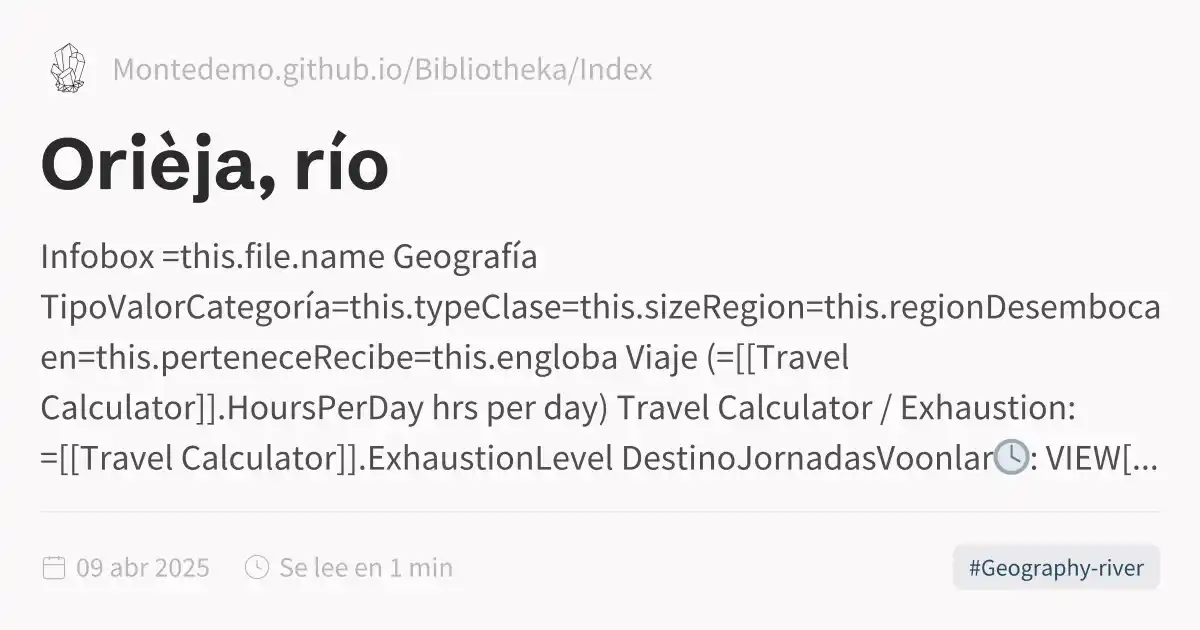 Montedemo.github.io/Bibliotheka/Index
Orièja, río
Infobox =this.file.name Geografía
TipoValorCategoría=this.typeClase=this.sizeRegion=this.regionDesemboca
en=this.perteneceRecibe=this.engloba Viaje (=[[Travel
Calculator]].HoursPerDay hrs per day) Travel Calculator / Exhaustion:
=[[Travel Calculator]].ExhaustionLevel DestinoJornadasVoonlar🕓: VIEW[...
09 abr 2025 Se lee en 1 min #Geography-river